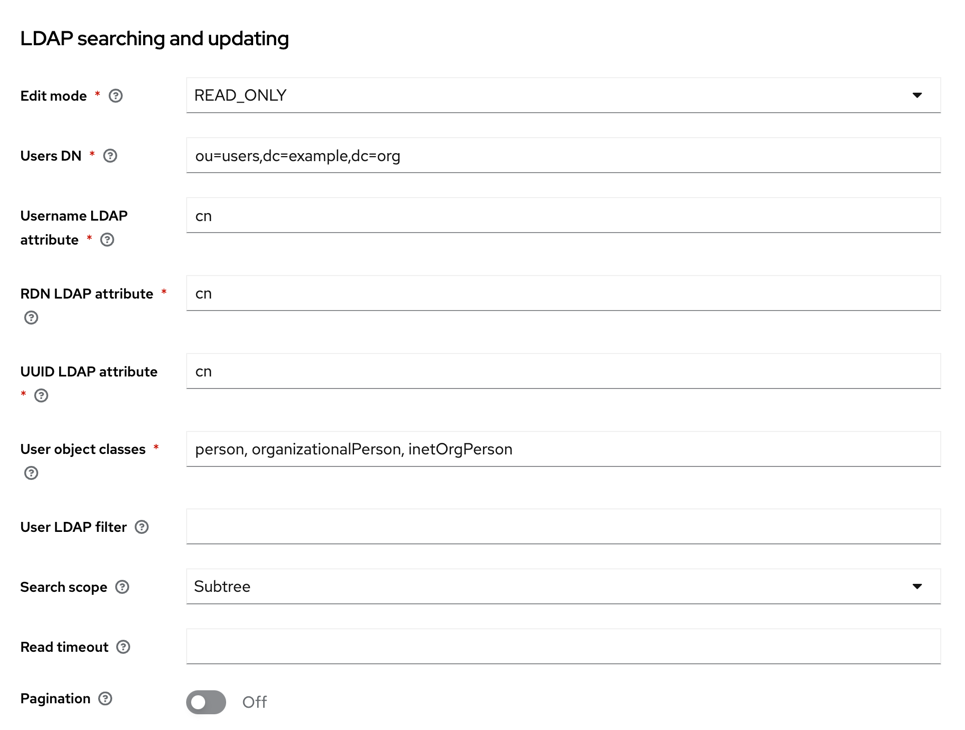 LDAP searching and updating
Edit mode * ?
READ_ONLY
Users DN * ?
ou=users,dc=example,dc=org
Username LDAP
attribute * ?
cn
RDN LDAP attribute *
?
cn
UUID LDAP attribute
* ?
cn
User object classes *
?
person, organizationalPerson, inetOrgPerson
User LDAP filter ?
Search scope ?
Subtree
Read timeout ?
Pagination ?
Off